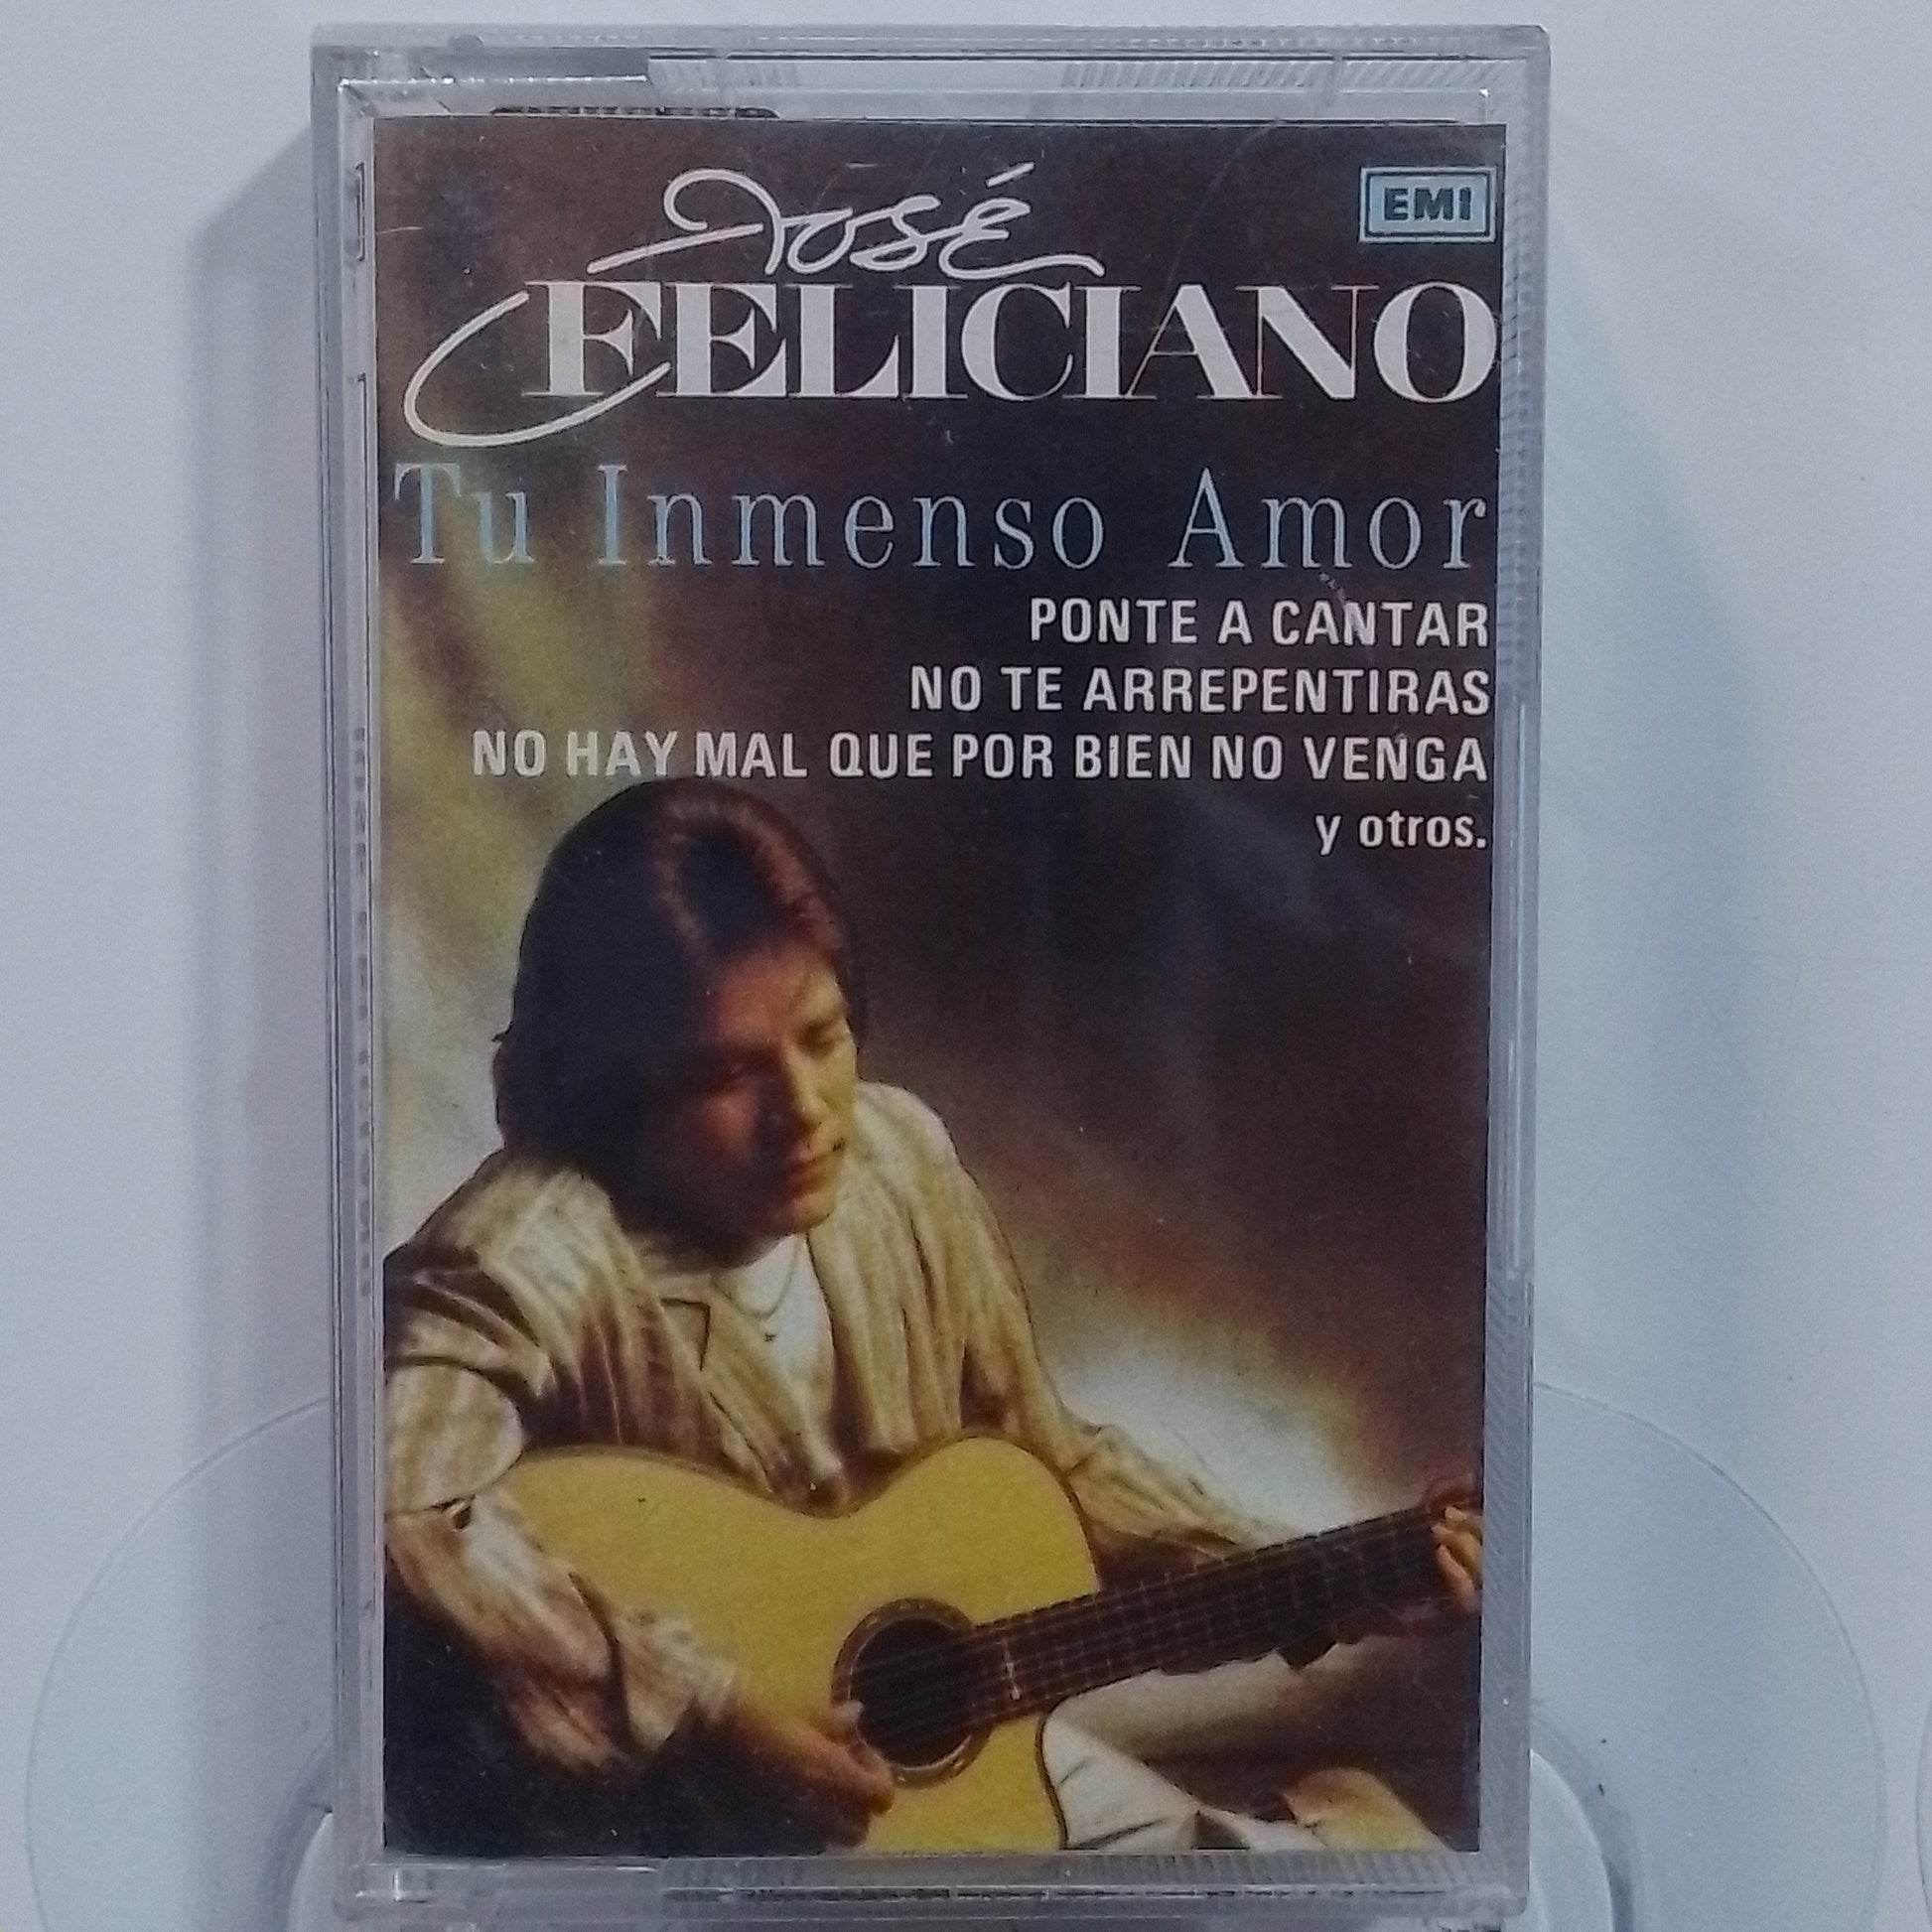 José
EMI
FELICIANO
Tu Inmenso Amor
PONTE A CANTAR
NO TE ARREPENTIRAS
NO HAY MAL QUE POR BIEN NO VENGA
y otros.